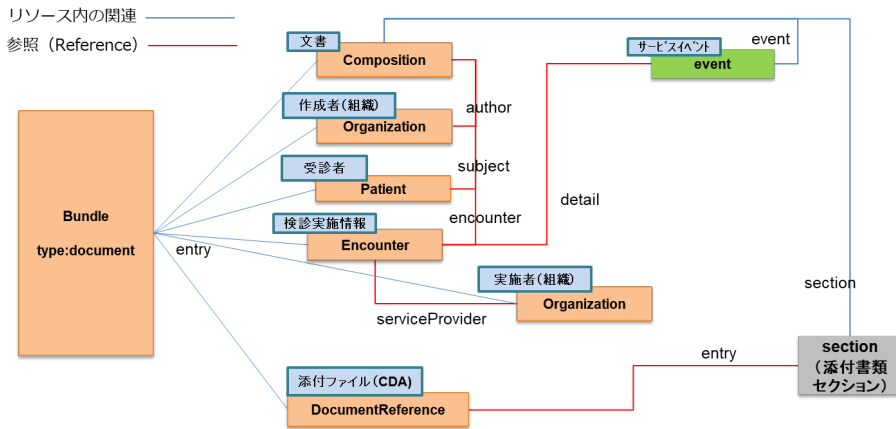 リソース内の関連
参照（Reference）
文書
Composition
サービスイベント
event
event
作成者(組織)
Organization
author
受診者
Patient
subject
Bundle
type:document
entry
検診実施情報
Encounter
encounter
detail
実施者(組織)
Organization
serviceProvider
section
entry
section
（添付書類
セクション）
添付ファイル(CDA)
DocumentReference